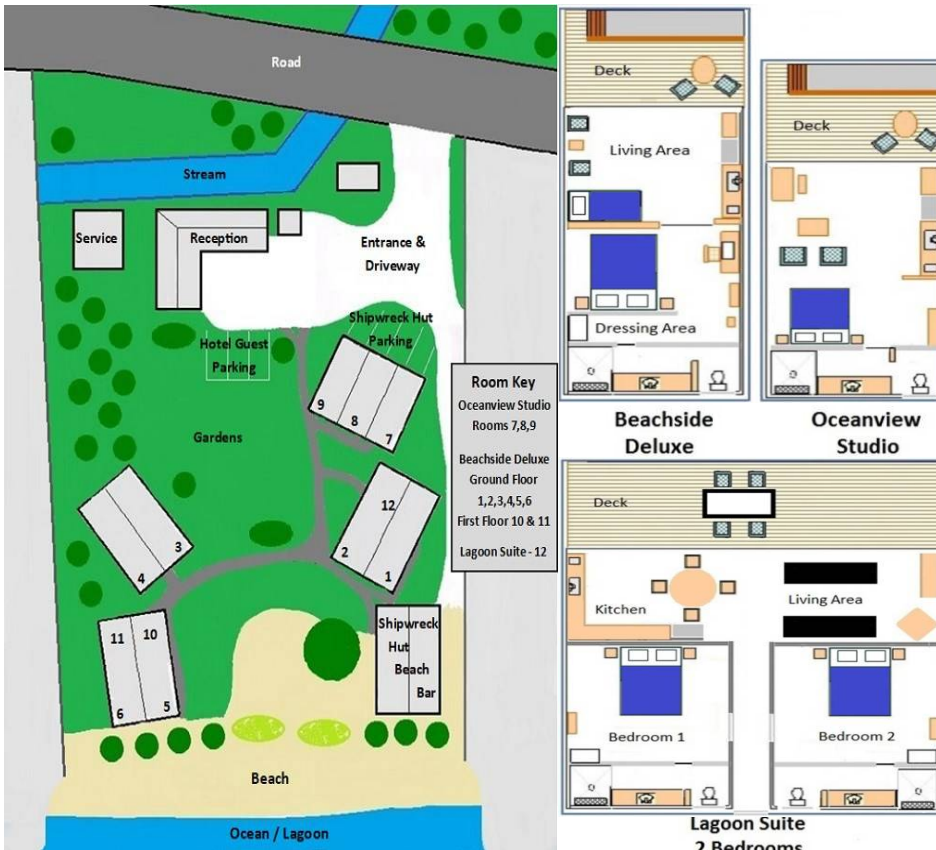 Road
Stream
Service
Reception
Entrance &
Driveway
Shipwreck Hut
Parking
Hotel Guest
Parking
9
8
7
Gardens
12
2
1
3
4
11
10
6
5
Shipwreck
Hut
Beach
Bar
Beach
Ocean / Lagoon
Room Key
Oceanview Studio
Rooms 7,8,9
Beachside Deluxe
Ground Floor
1,2,3,4,5,6
First Floor 10 & 11
Lagoon Suite - 12
Deck
Living Area
Dressing Area
Beachside
Deluxe
Deck
Oceanview
Studio
Deck
Kitchen
Living Area
Bedroom 1
Bedroom 2
Lagoon Suite
2 Bedrooms